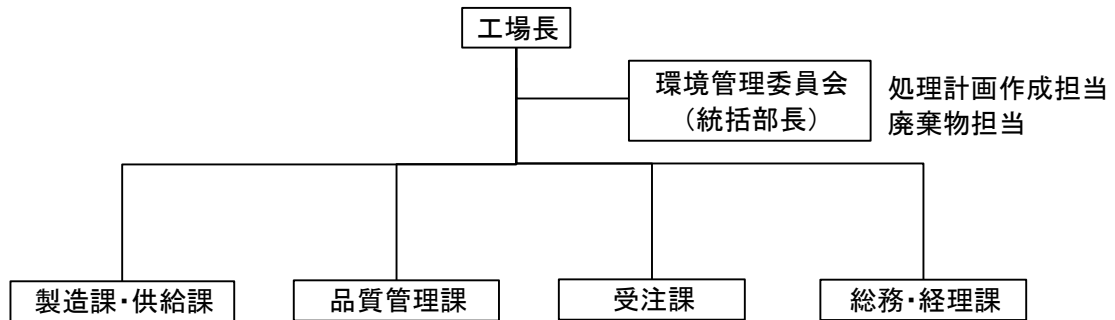 工場長
環境管理委員会
(統括部長)
処理計画作成担当
廃棄物担当
製造課・供給課
品質管理課
受注課
総務・経理課